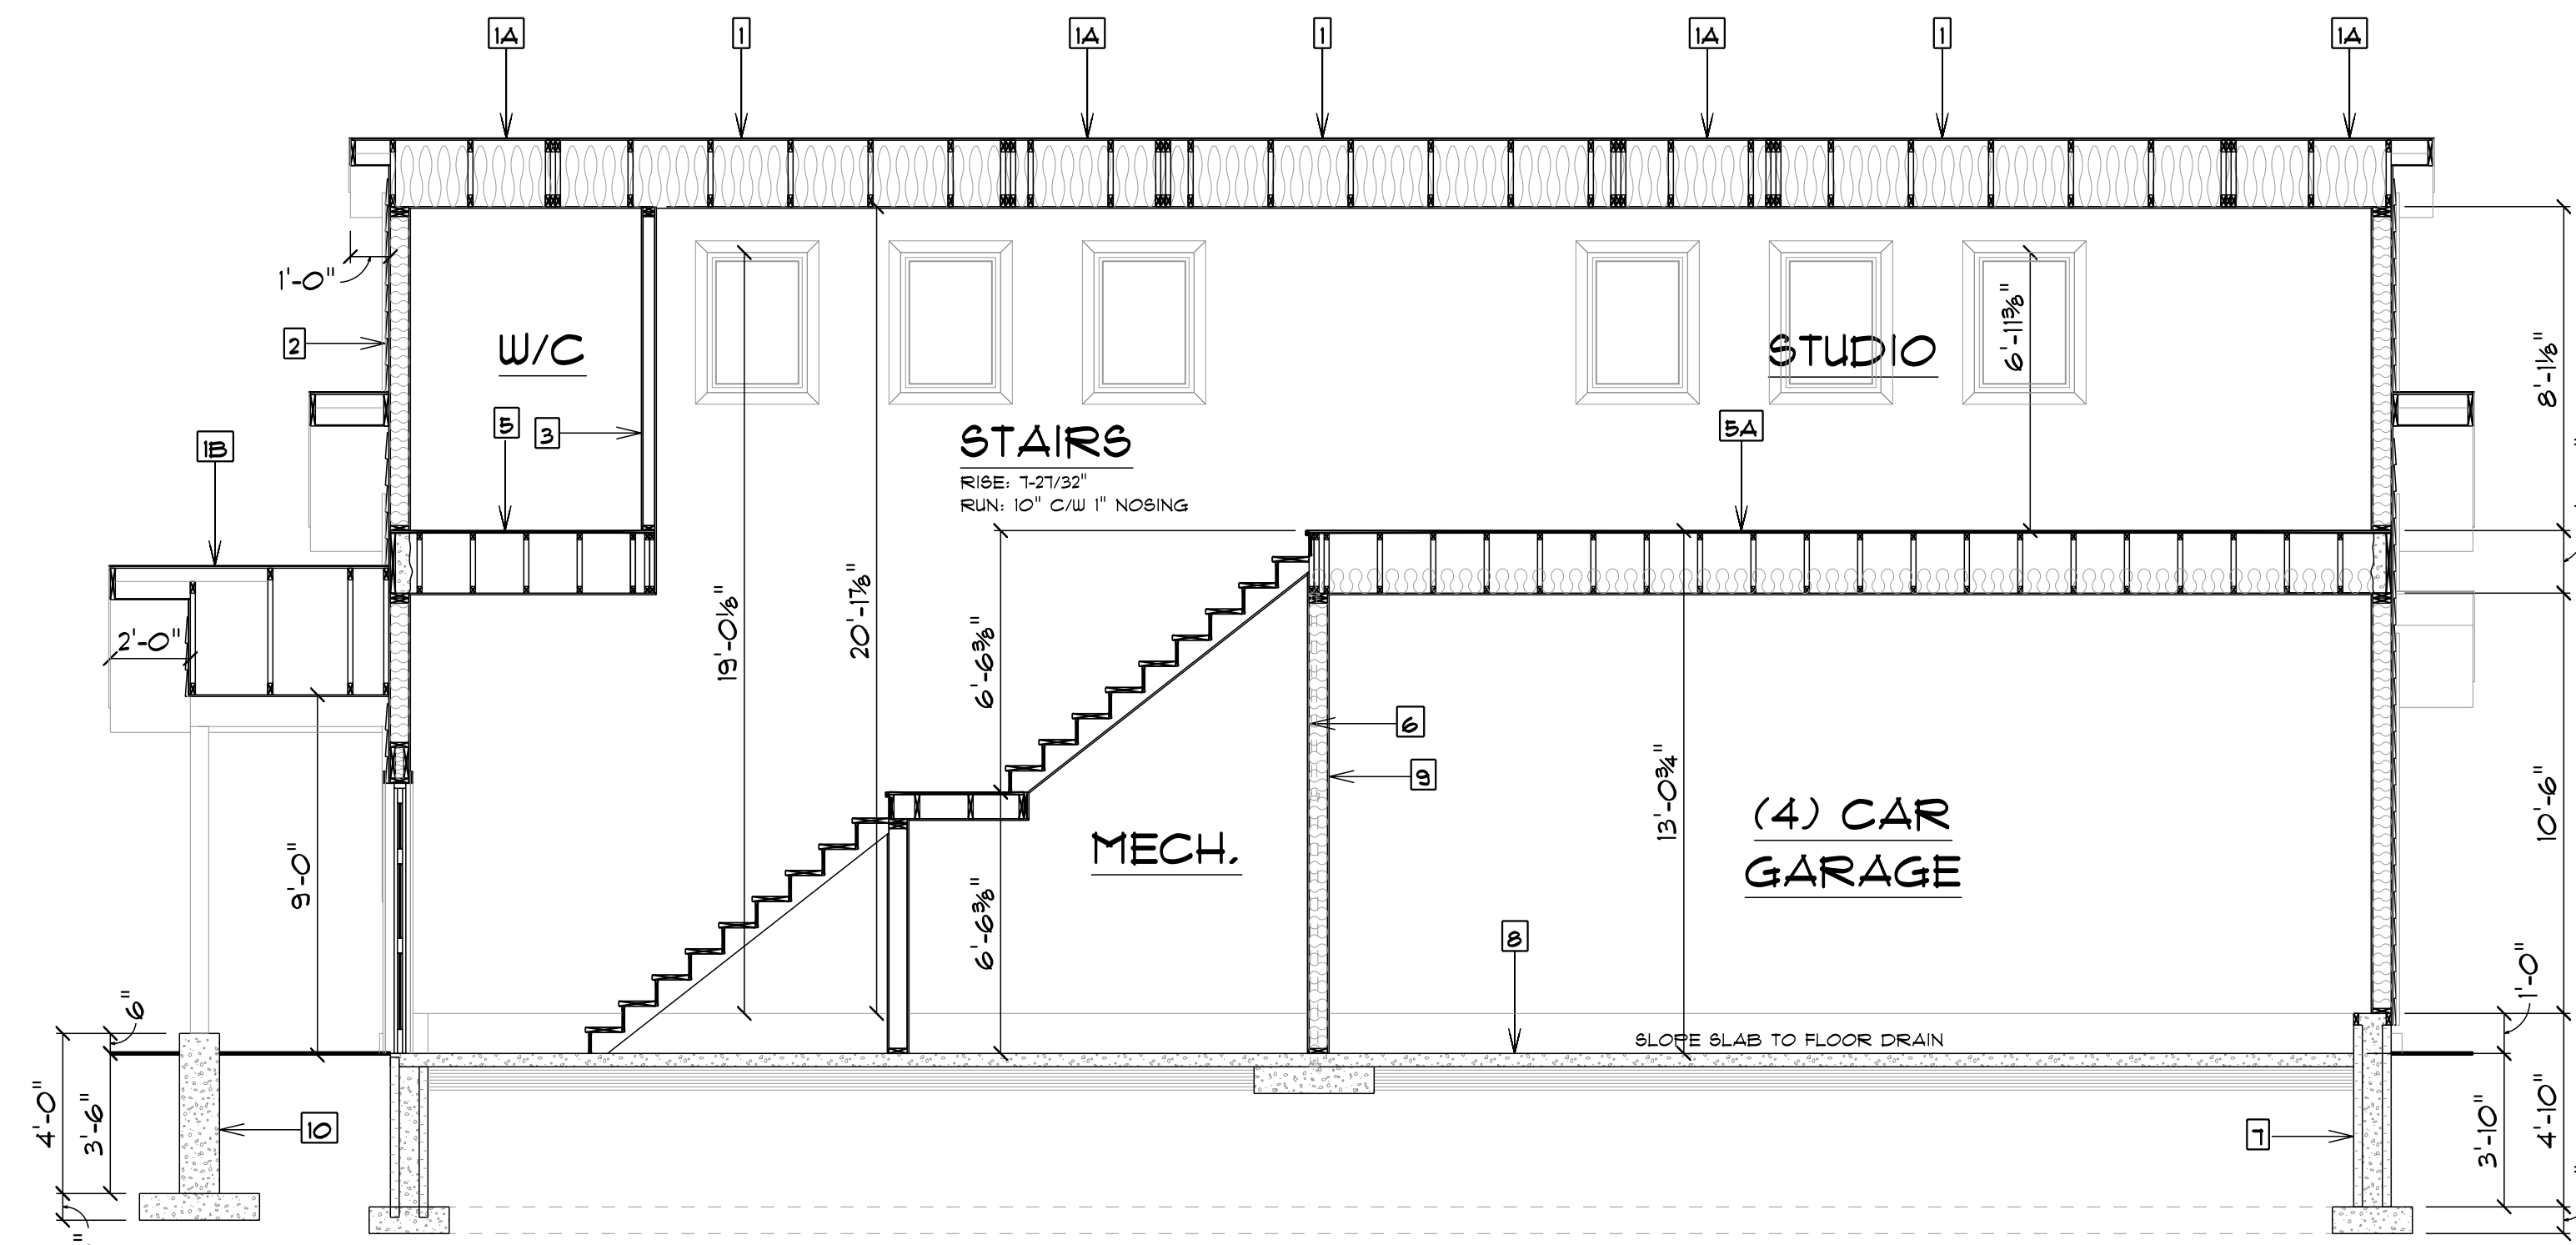 1A
1
1A
1
1A
1
1A
1'-0"
2
W/C
STUDIO
6'-11⅜"
8'-1⅛"
5
3
STAIRS
RISE: 7-27/32"
RUN: 10" C/W 1" NOSING
5A
1B
2'-0"
19'-0⅛"
20'-1⅞"
6'-6⅜"
6
9
13'-0¾"
10'-6"
(4) CAR
GARAGE
MECH.
9'-0"
6'-6⅜"
8
SLOPE SLAB TO FLOOR DRAIN
1'-0"
6"
4'-0"
3'-6"
10
7
3'-10"
4'-10"